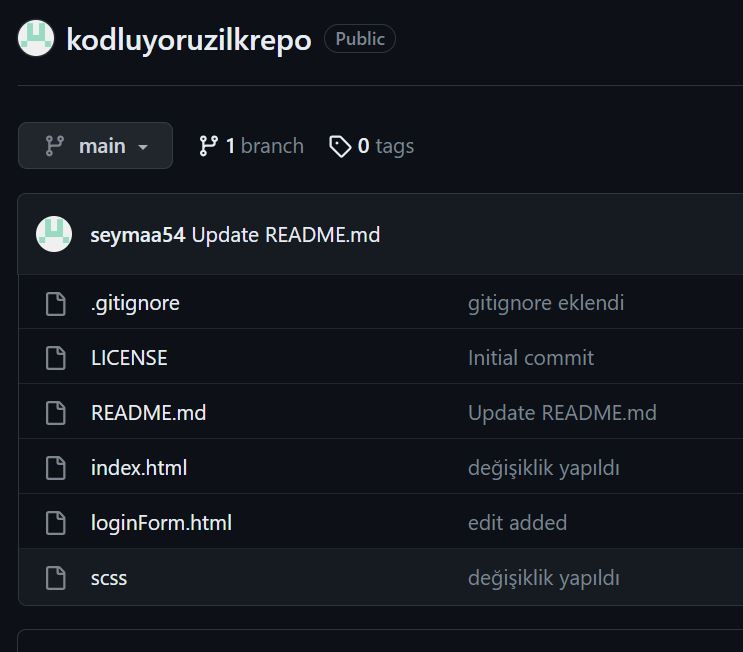 kodluyoruzilkrepo Public
main 1 branch 0 tags
seymaa54 Update README.md
.gitignore gitignore eklendi
LICENSE Initial commit
README.md Update README.md
index.html değişiklik yapıldı
loginForm.html edit added
scss değişiklik yapıldı